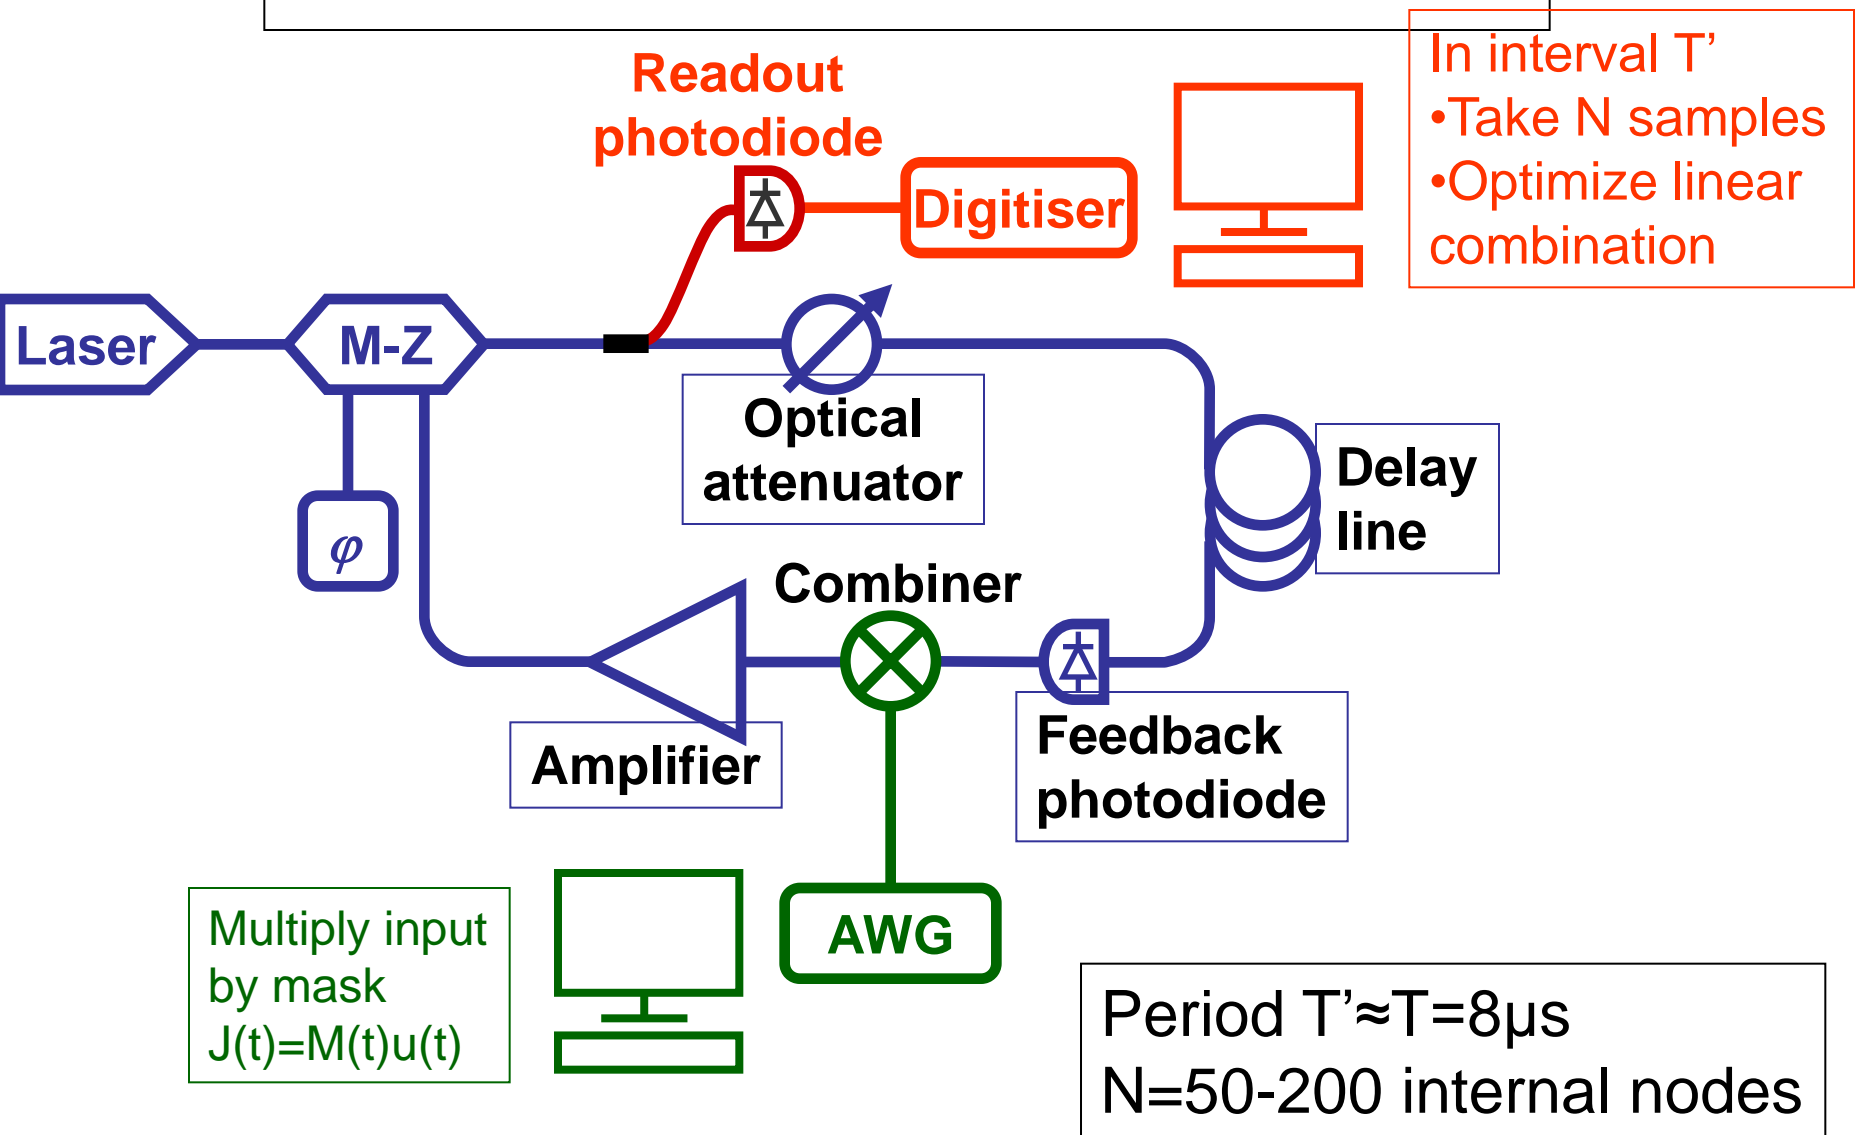 In interval T’
•Take N samples
•Optimize linear
combination
Readout
photodiode
Digitiser
Laser
M-Z
φ
Optical
attenuator
Delay
line
Combiner
Amplifier
Feedback
photodiode
Multiply input
by mask
J(t)=M(t)u(t)
AWG
Period T’≈T=8μs
N=50-200 internal nodes